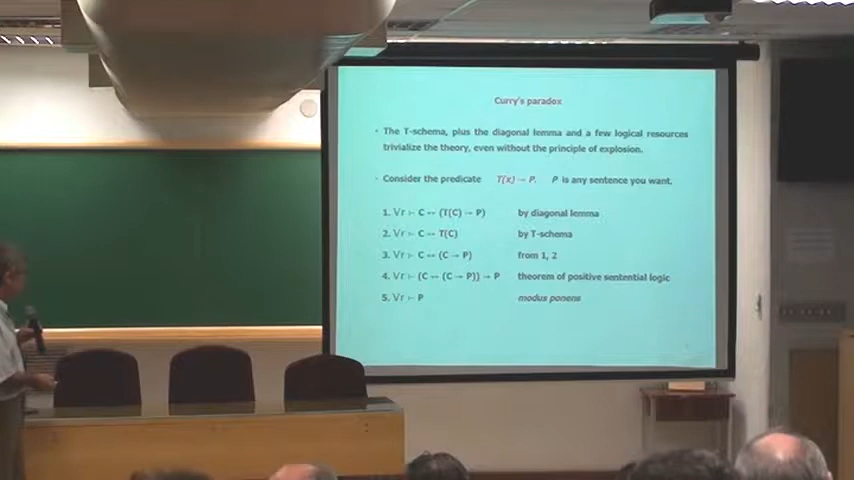 Curry's paradox
• The T-schema, plus the diagonal lemma and a few logical resources
trivialize the theory, even without the principle of explosion.
• Consider the predicate T(x) → P. P is any sentence you want.
1. ∀r ⊢ C ↔ (T(C) → P) by diagonal lemma
2. ∀r ⊢ C ↔ T(C) by T-schema
3. ∀r ⊢ C ↔ (C → P) from 1, 2
4. ∀r ⊢ (C ↔ (C → P)) → P theorem of positive sentential logic
5. ∀r ⊢ P modus ponens